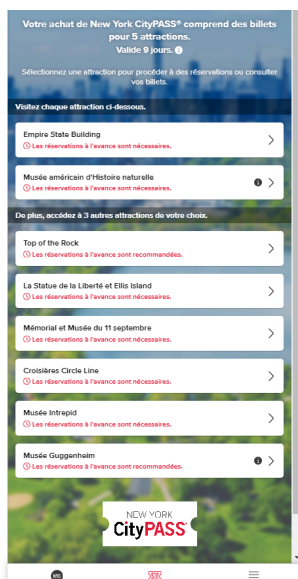 Votre achat de New York CityPASS® comprend des billets
pour 5 attractions.
Valide 9 jours.
Sélectionnez une attraction pour procéder à des réservations ou consulter
vos billets.
Visitez chaque attraction ci-dessous.
Empire State Building
Les réservations à l'avance sont nécessaires.
Musée américain d'Histoire naturelle
Les réservations à l'avance sont nécessaires.
De plus, accédez à 3 autres attractions de votre choix.
Top of the Rock
Les réservations à l'avance sont recommandées.
La Statue de la Liberté et Ellis Island
Les réservations à l'avance sont nécessaires.
Mémorial et Musée du 11 septembre
Les réservations à l'avance sont nécessaires.
Croisières Circle Line
Les réservations à l'avance sont nécessaires.
Musée Intrepid
Les réservations à l'avance sont nécessaires.
Musée Guggenheim
Les réservations à l'avance sont recommandées.
NEW YORK
CityPASS
NYC